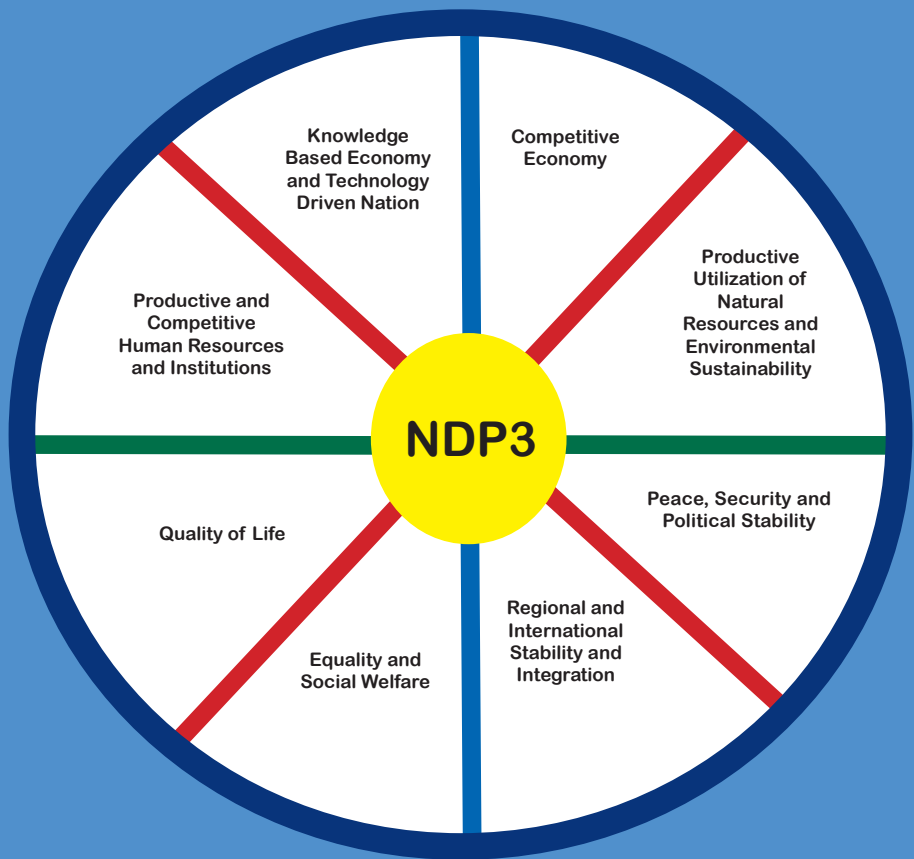 Knowledge
Based Economy
and Technology
Driven Nation
Competitive
Economy
Productive
Utilization of
Natural
Resources and
Environmental
Sustainability
Productive and
Competitive
Human Resources
and Institutions
NDP3
Peace, Security and
Political Stability
Quality of Life
Regional and
International
Stability and
Integration
Equality and
Social Welfare